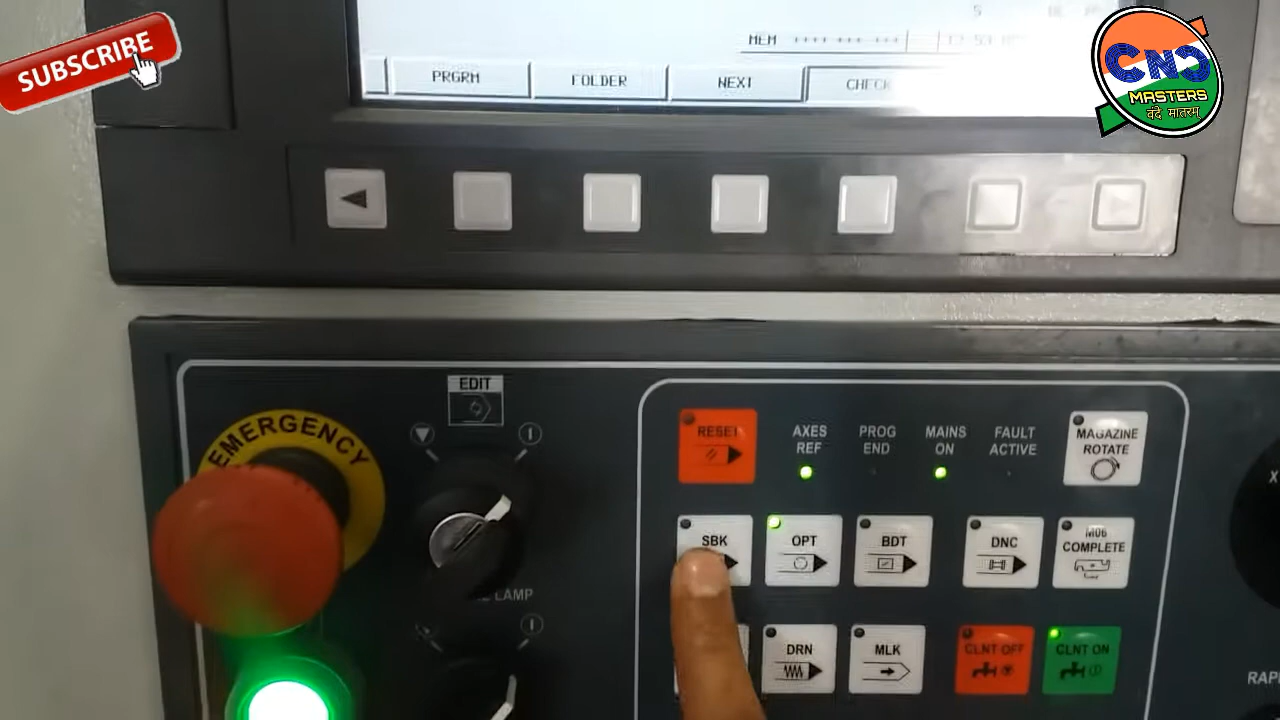 SUBSCRIBE
CNC
MASTERS
वंदे मातरम्
MEM
PRGRM
FOLDER
NEXT
CHECK
EDIT
EMERGENCY
LAMP
RESET
AXES
REF
PROG
END
MAINS
ON
FAULT
ACTIVE
MAGAZINE
ROTATE
SBK
OPT
BDT
DNC
M06
COMPLETE
DRN
MLK
CLNT OFF
CLNT ON
X